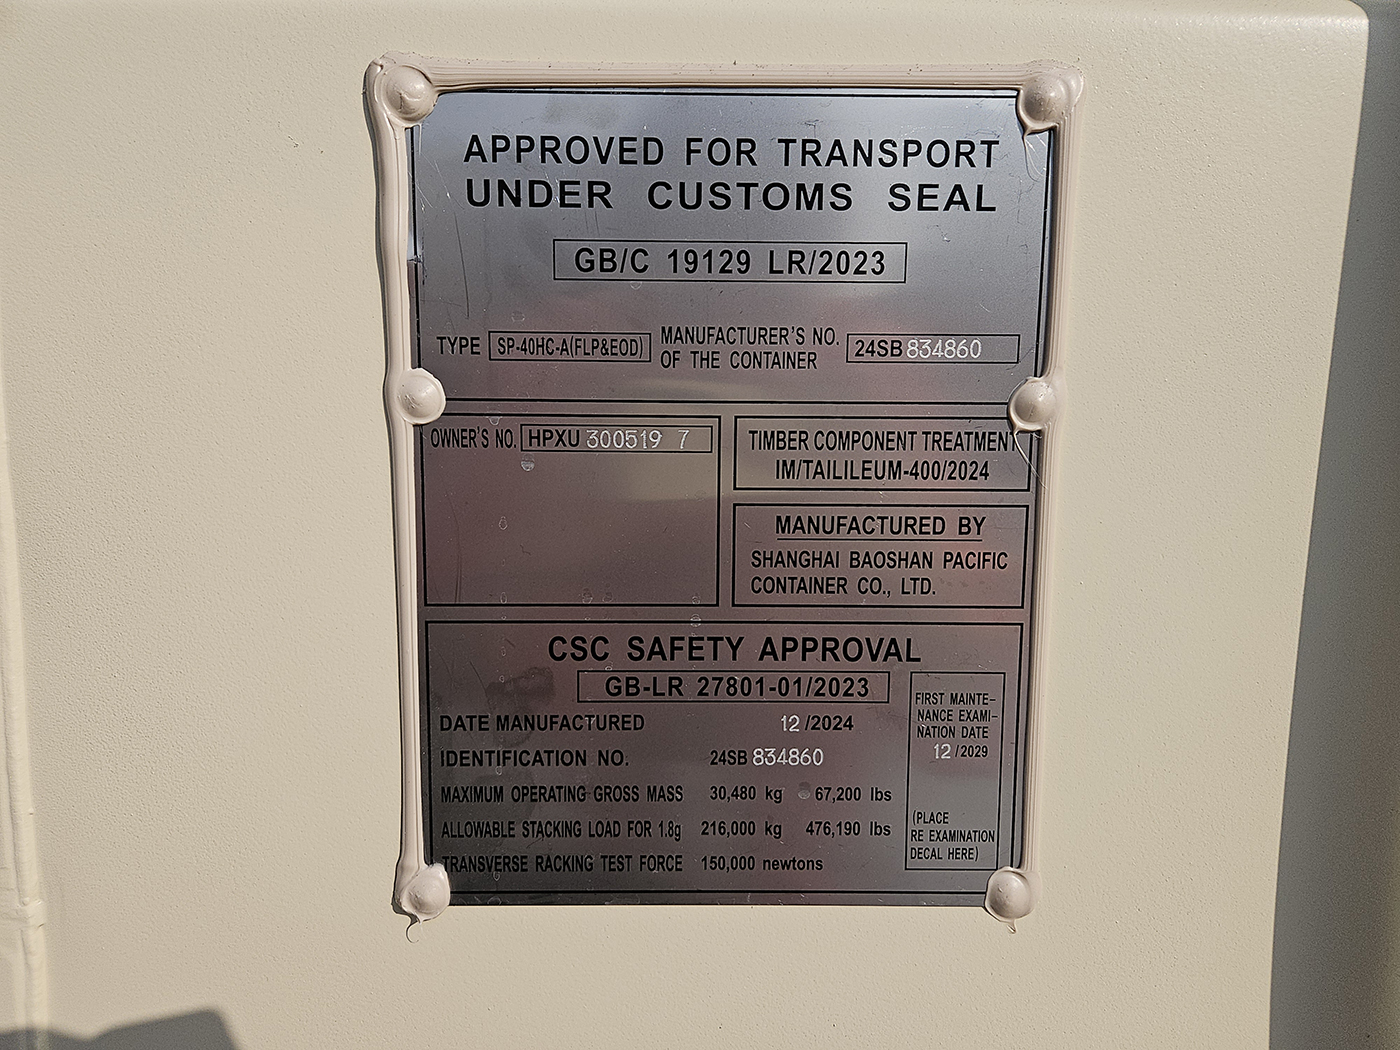 APPROVED FOR TRANSPORT
UNDER CUSTOMS SEAL
GB/C 19129 LR/2023
TYPE SP-40HC-A(FLP&EOD) MANUFACTURER'S NO. OF THE CONTAINER 24SB 834860
OWNER'S NO. HPXU 300519 7
TIMBER COMPONENT TREATMENT
IM/TAILILEUM-400/2024
MANUFACTURED BY
SHANGHAI BAOSHAN PACIFIC
CONTAINER CO., LTD.
CSC SAFETY APPROVAL
GB-LR 27801-01/2023
DATE MANUFACTURED 12 /2024
IDENTIFICATION NO. 24SB 834860
MAXIMUM OPERATING GROSS MASS 30,480 kg 67,200 lbs
ALLOWABLE STACKING LOAD FOR 1.8g 216,000 kg 476,190 lbs
TRANSVERSE RACKING TEST FORCE 150,000 newtons
FIRST MAINTE-
NANCE EXAMI-
NATION DATE
12 /2029
(PLACE
RE EXAMINATION
DECAL HERE)